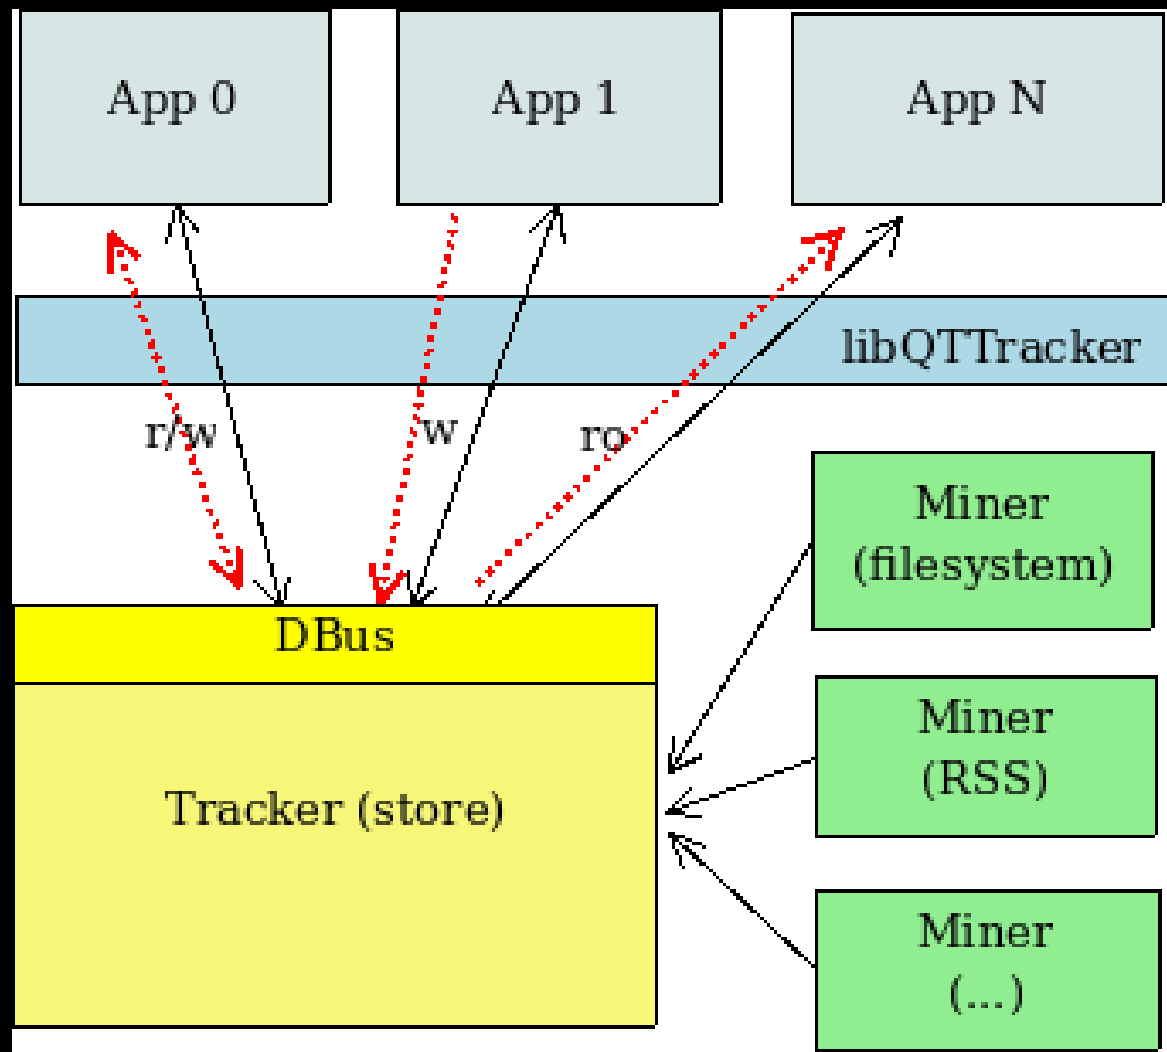 App 0
App 1
App N
libQTTracker
r/w
w
ro
Miner
(filesystem)
DBus
Miner
(RSS)
Tracker (store)
Miner
(...)